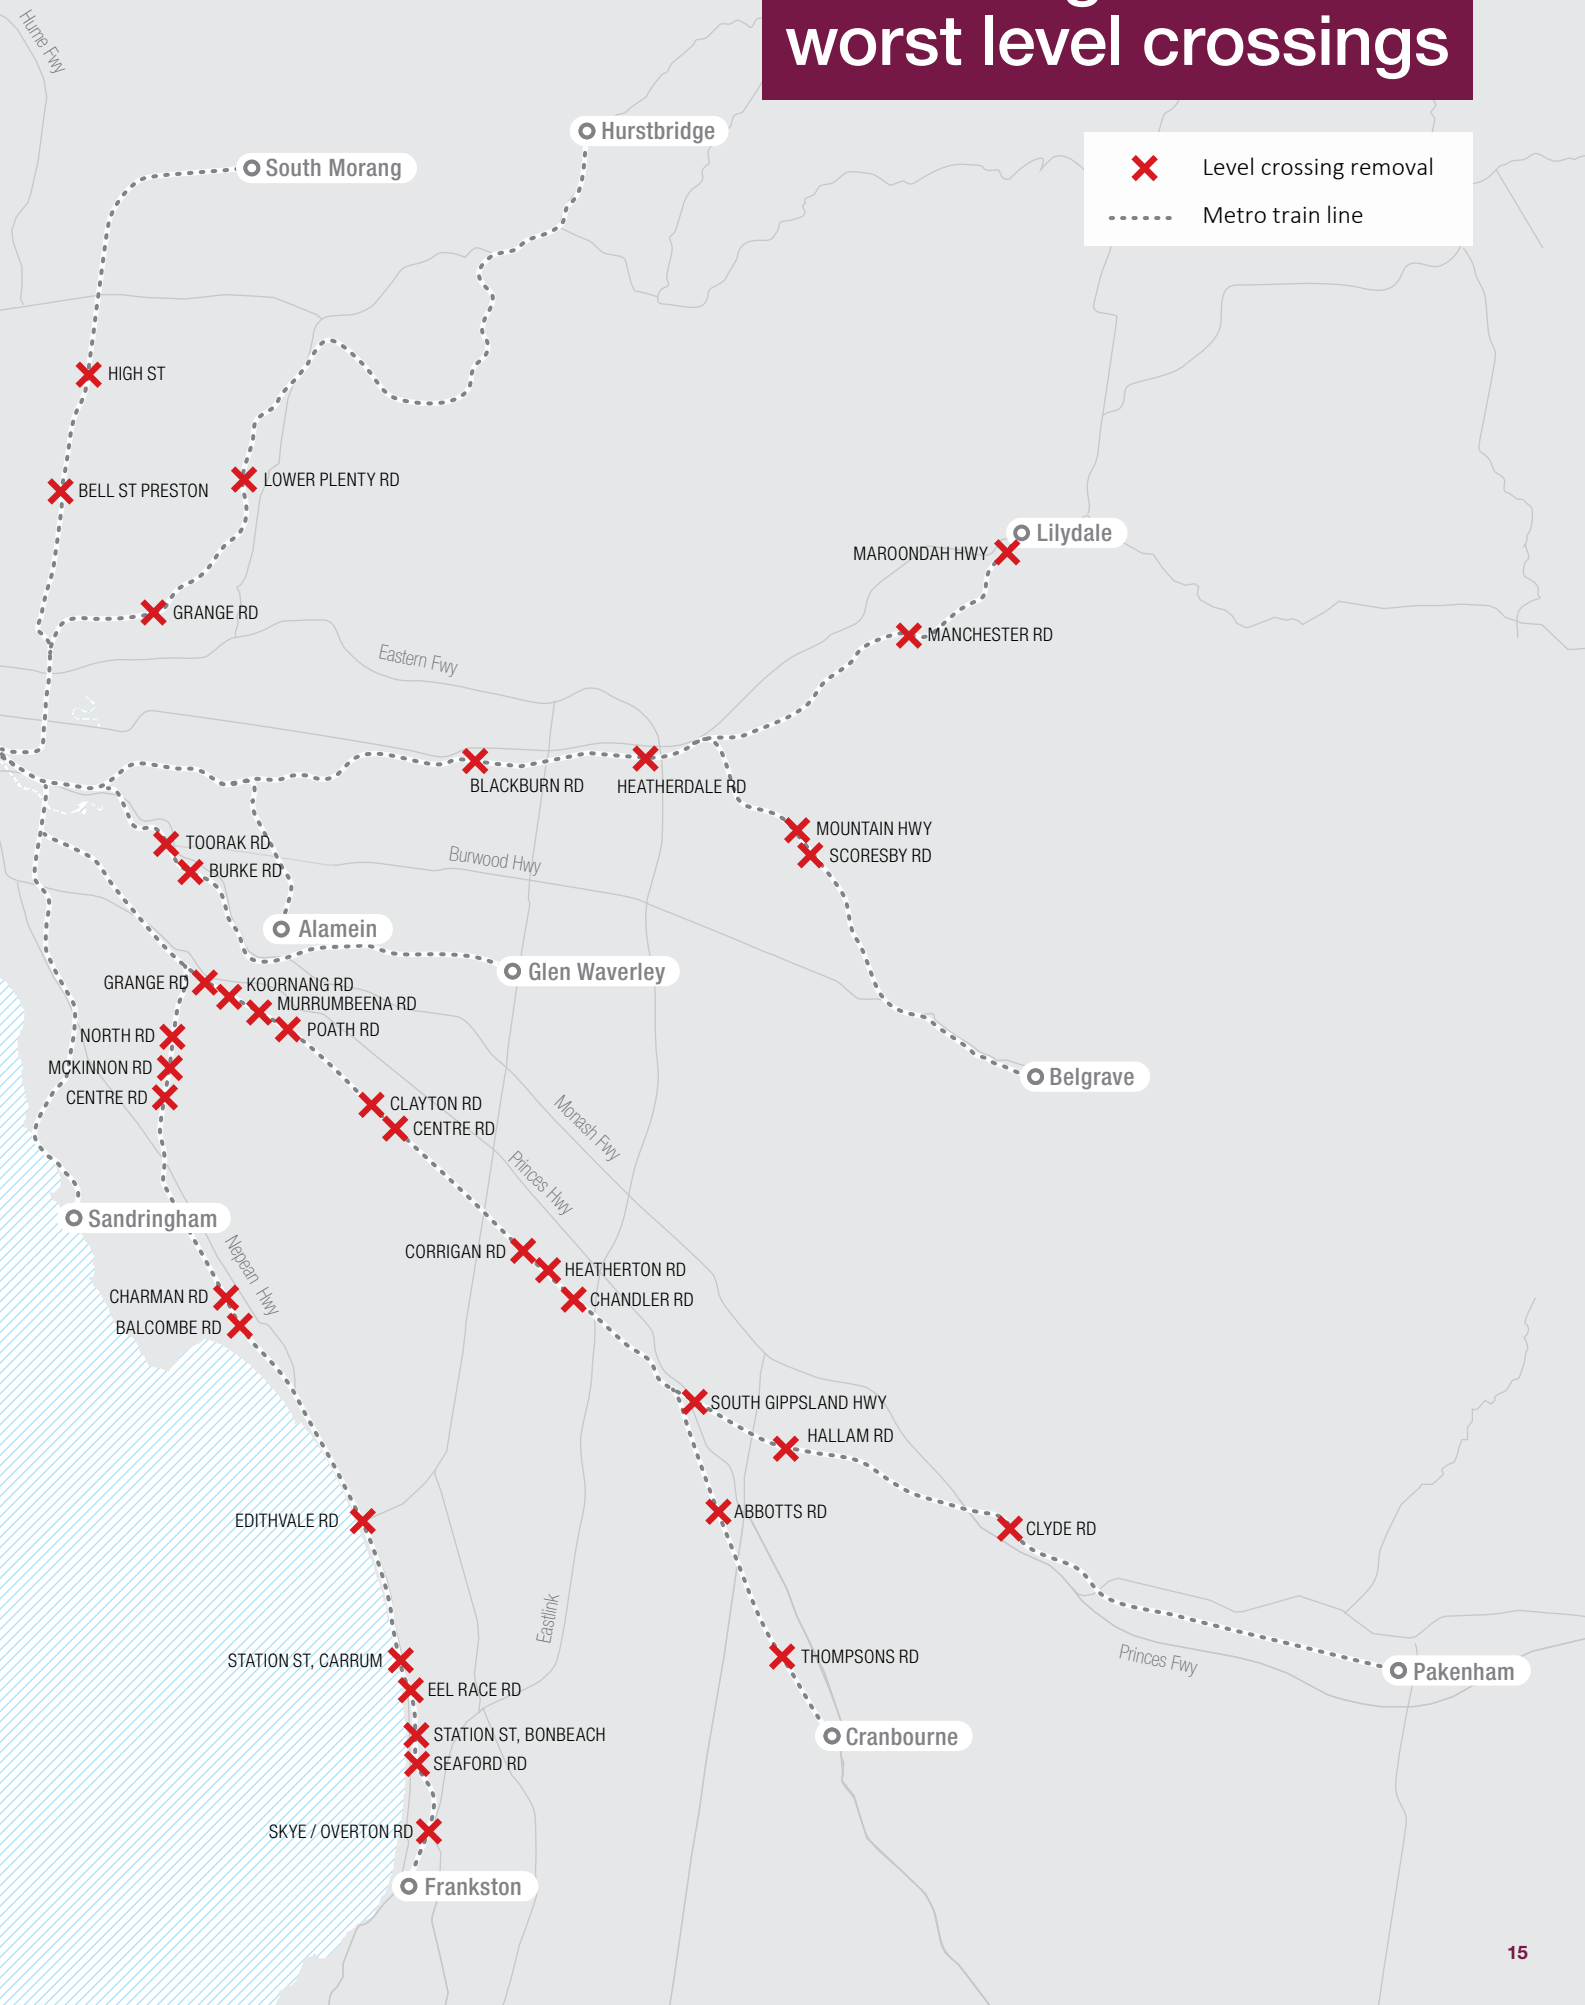 worst level crossings
Level crossing removal
Metro train line
Hume Fwy
Hurstbridge
South Morang
HIGH ST
LOWER PLENTY RD
BELL ST PRESTON
Lilydale
MAROONDAH HWY
GRANGE RD
MANCHESTER RD
Eastern Fwy
BLACKBURN RD
HEATHERDALE RD
MOUNTAIN HWY
TOORAK RD
SCORESBY RD
Burwood Hwy
BURKE RD
Alamein
Glen Waverley
GRANGE RD
KOORNANG RD
MURRUMBEENA RD
POATH RD
NORTH RD
MCKINNON RD
Belgrave
CENTRE RD
CLAYTON RD
CENTRE RD
Monash Fwy
Princes Hwy
Sandringham
Nepean Hwy
CORRIGAN RD
HEATHERTON RD
CHARMAN RD
CHANDLER RD
BALCOMBE RD
SOUTH GIPPSLAND HWY
HALLAM RD
ABBOTTS RD
EDITHVALE RD
CLYDE RD
Eastlink
STATION ST, CARRUM
THOMPSONS RD
Princes Fwy
Pakenham
EEL RACE RD
STATION ST, BONBEACH
Cranbourne
SEAFORD RD
SKYE / OVERTON RD
Frankston
15